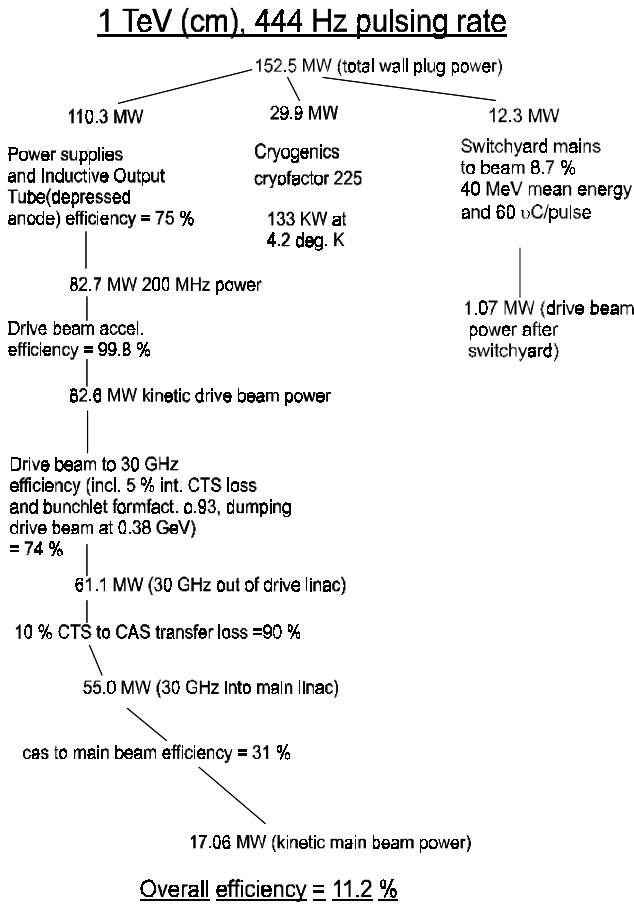 1 TeV (cm), 444 Hz pulsing rate
152.5 MW (total wall plug power)
110.3 MW
29.9 MW
12.3 MW
Power supplies
and Inductive Output
Tube(depressed
anode) efficiency = 75 %
Cryogenics
cryofactor 225
133 KW at
4.2 deg. K
Switchyard mains
to beam 8.7 %
40 MeV mean energy
and 60 υC/pulse
82.7 MW 200 MHz power
1.07 MW (drive beam
power after
switchyard)
Drive beam accel.
efficiency = 99.8 %
82.6 MW kinetic drive beam power
Drive beam to 30 GHz
efficiency (incl. 5 % int. CTS loss
and bunchlet formfact. o.93, dumping
drive beam at 0.38 GeV)
= 74 %
61.1 MW (30 GHz out of drive linac)
10 % CTS to CAS transfer loss =90 %
55.0 MW (30 GHz into main linac)
cas to main beam efficiency = 31 %
17.06 MW (kinetic main beam power)
Overall efficiency = 11.2 %